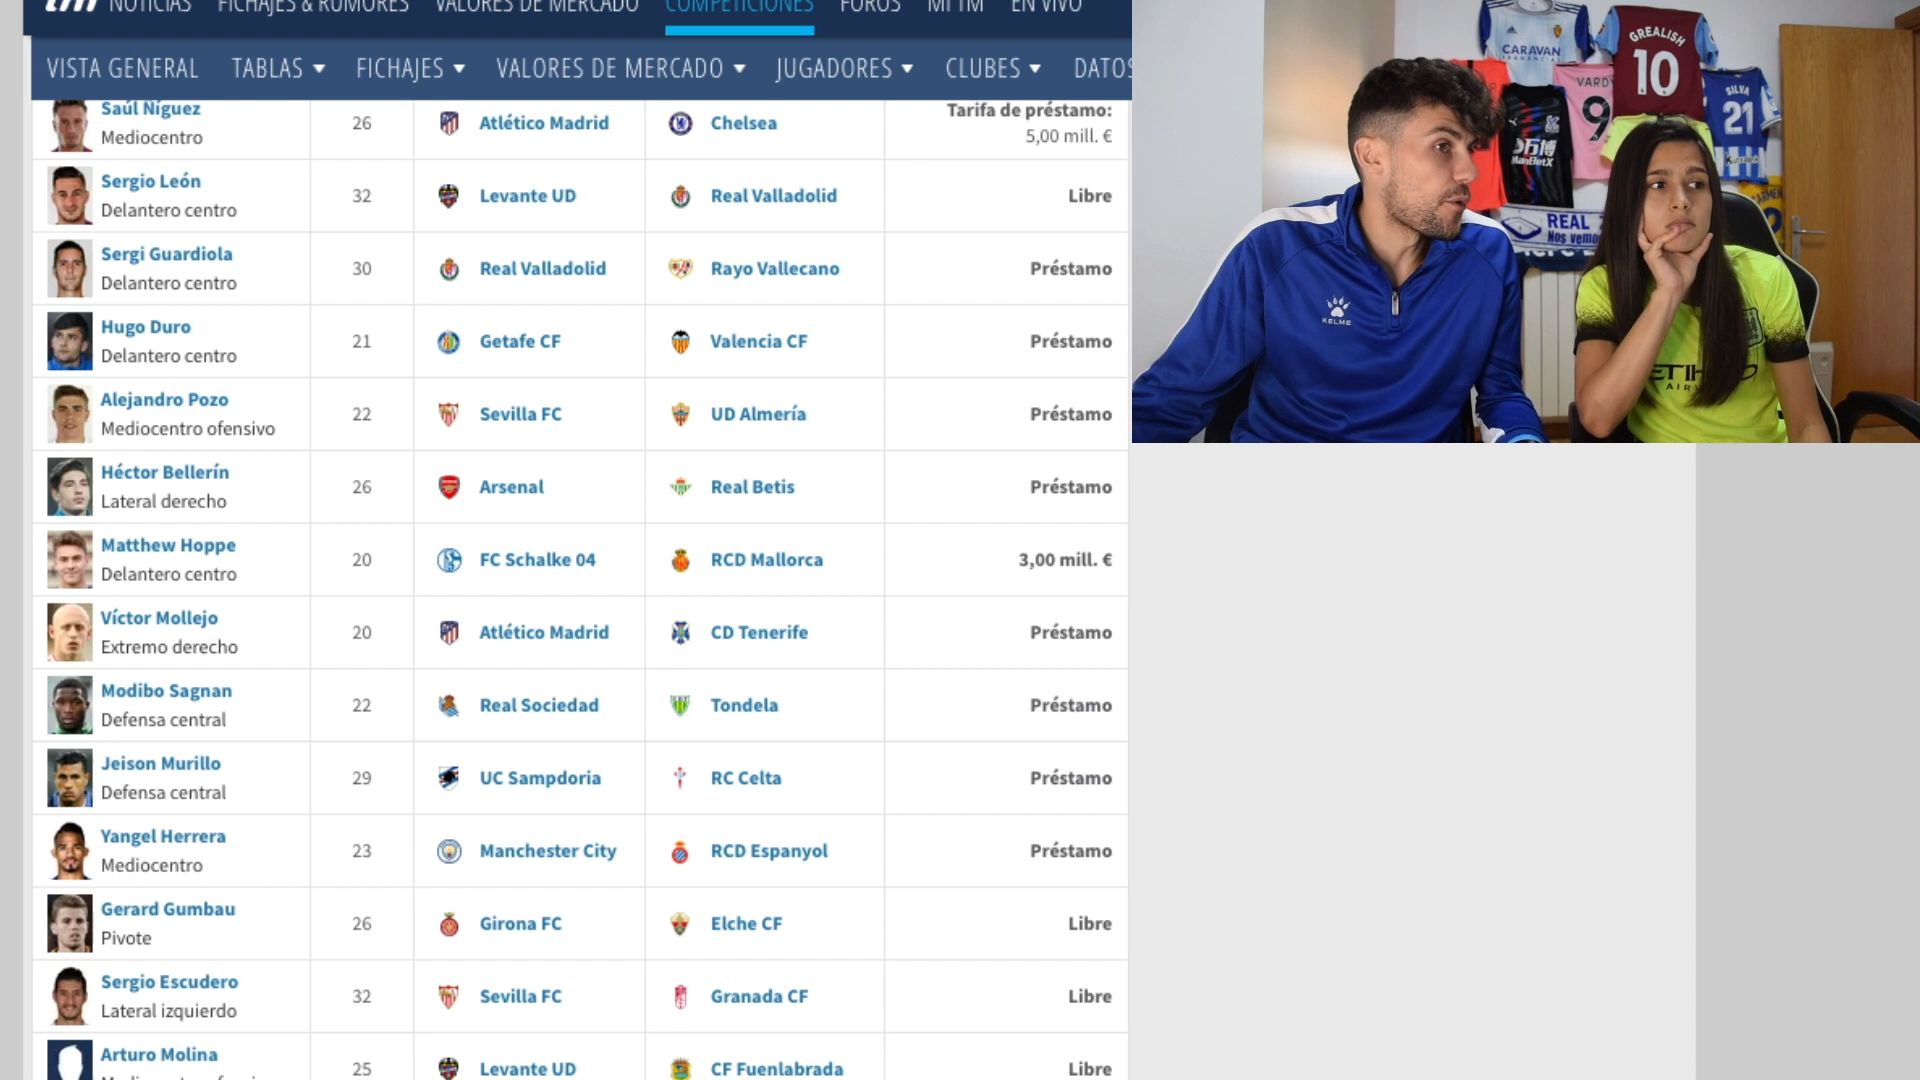 tm NOTICIAS FICHAJES & RUMORES VALORES DE MERCADO COMPETICIONES FOROS MI TM EN VIVO
VISTA GENERAL TABLAS FICHAJES VALORES DE MERCADO JUGADORES CLUBES DATOS
Saúl Ñíguez
Mediocentro
26 Atlético Madrid Chelsea
Tarifa de préstamo:
5,00 mill. €
Sergio León
Delantero centro
32 Levante UD Real Valladolid Libre
Sergi Guardiola
Delantero centro
30 Real Valladolid Rayo Vallecano Préstamo
Hugo Duro
Delantero centro
21 Getafe CF Valencia CF Préstamo
Alejandro Pozo
Mediocentro ofensivo
22 Sevilla FC UD Almería Préstamo
Héctor Bellerín
Lateral derecho
26 Arsenal Real Betis Préstamo
Matthew Hoppe
Delantero centro
20 FC Schalke 04 RCD Mallorca 3,00 mill. €
Víctor Mollejo
Extremo derecho
20 Atlético Madrid CD Tenerife Préstamo
Modibo Sagnan
Defensa central
22 Real Sociedad Tondela Préstamo
Jeison Murillo
Defensa central
29 UC Sampdoria RC Celta Préstamo
Yangel Herrera
Mediocentro
23 Manchester City RCD Espanyol Préstamo
Gerard Gumbau
Pivote
26 Girona FC Elche CF Libre
Sergio Escudero
Lateral izquierdo
32 Sevilla FC Granada CF Libre
Arturo Molina
25 Levante UD CF Fuenlabrada Libre
CARAVAN
GREALISH
10
VARDY
9
SILVA
21
万博
ManBetX
REAL
Nos vemos
KELME
ETIHAD